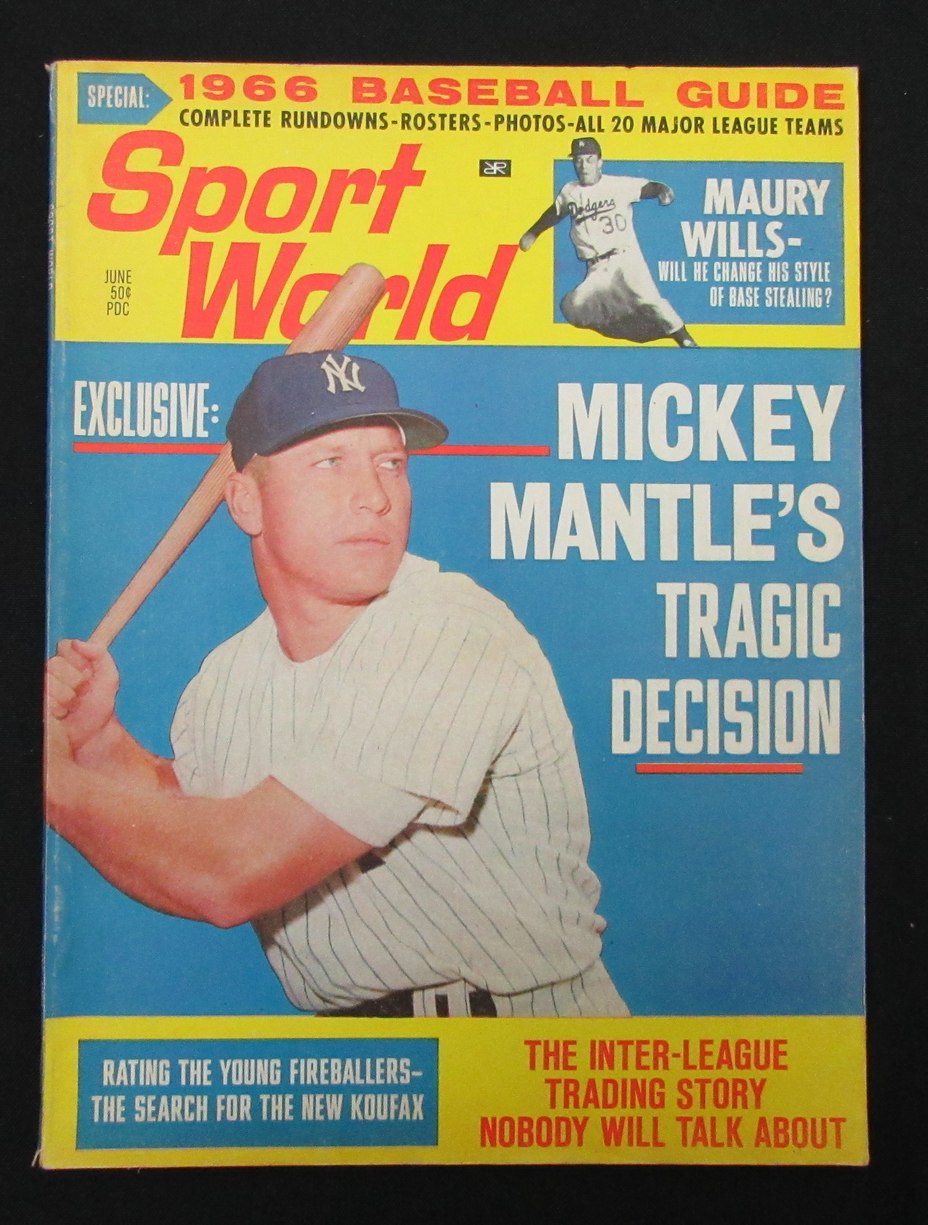 SPECIAL:
1966 BASEBALL GUIDE
COMPLETE RUNDOWNS-ROSTERS-PHOTOS-ALL 20 MAJOR LEAGUE TEAMS
Sport
World
JUNE
50¢
PDC
Dodgers
30
MAURY
WILLS-
WILL HE CHANGE HIS STYLE
OF BASE STEALING?
NY
EXCLUSIVE:
MICKEY
MANTLE'S
TRAGIC
DECISION
RATING THE YOUNG FIREBALLERS-
THE SEARCH FOR THE NEW KOUFAX
THE INTER-LEAGUE
TRADING STORY
NOBODY WILL TALK ABOUT